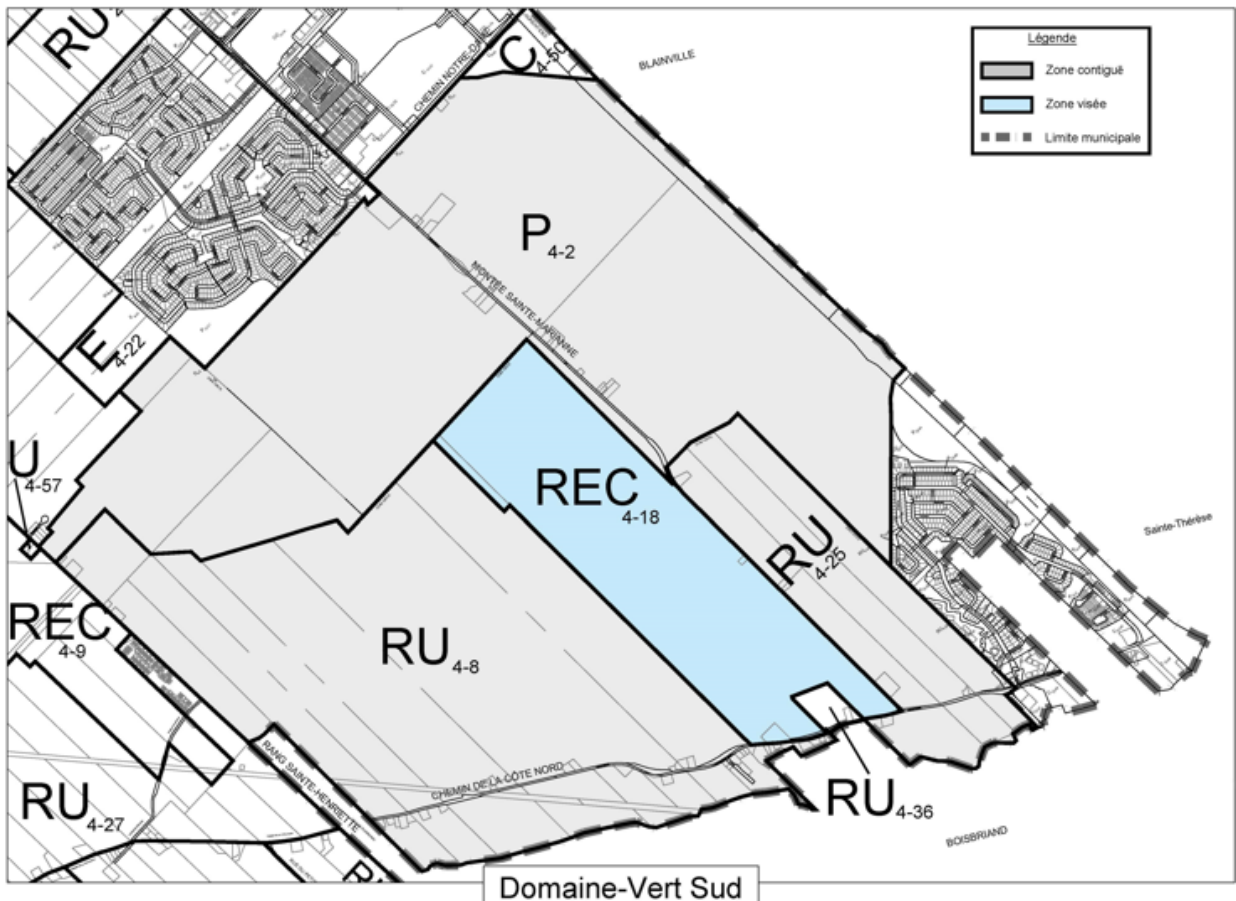 RU
C
4-50
BLAINVILLE
Légende
Zone contiguë
Zone visée
Limite municipale
CHEMIN NOTRE-DAME
P
4-2
MONTÉE SAINTE-MARIANNE
E
4-22
U
4-57
REC
4-18
RU
4-25
Sainte-Thérèse
REC
4-9
RU
4-8
RANG SAINTE-HENRIETTE
CHEMIN DE LA CÔTE NORD
RU
4-27
RU
4-36
BOISBRIAND
Domaine-Vert Sud